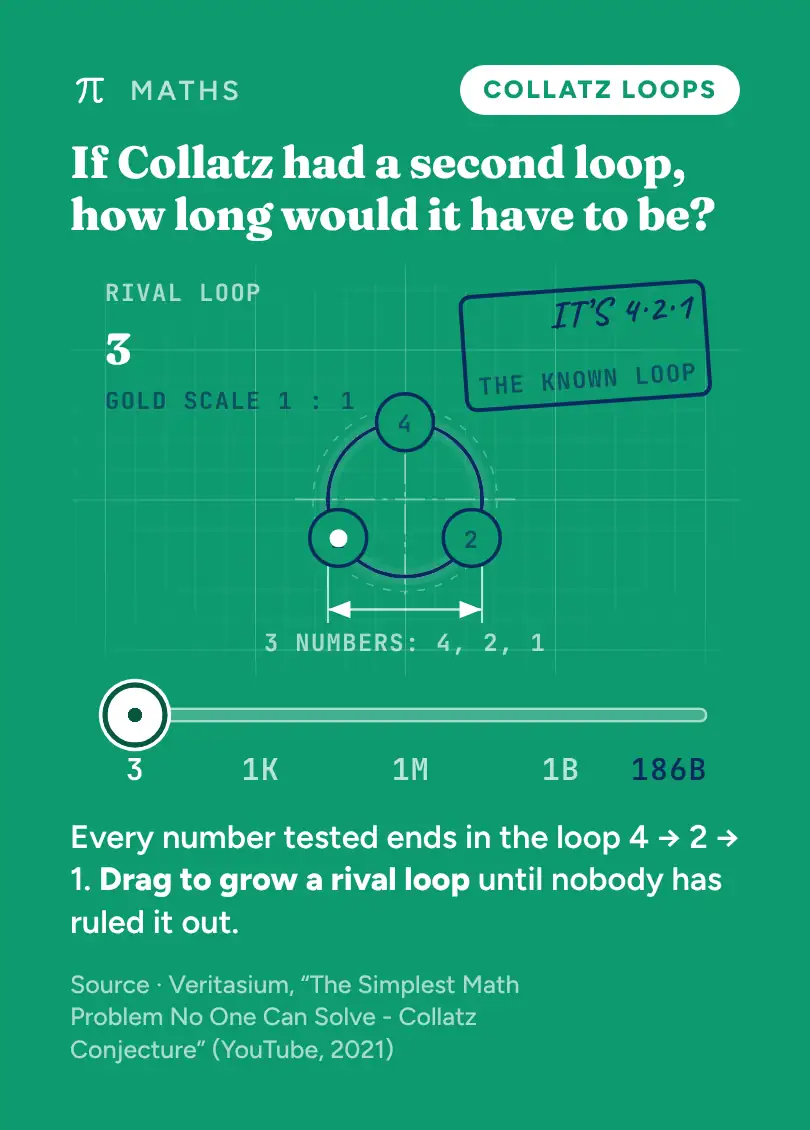 π MATHS
COLLATZ LOOPS
If Collatz had a second loop,
how long would it have to be?
RIVAL LOOP
3
GOLD SCALE 1 : 1
IT'S 4·2·1
THE KNOWN LOOP
4
2
3 NUMBERS: 4, 2, 1
3 1K 1M 1B 186B
Every number tested ends in the loop 4 → 2 →
1. Drag to grow a rival loop until nobody has
ruled it out.
Source · Veritasium, “The Simplest Math
Problem No One Can Solve - Collatz
Conjecture” (YouTube, 2021)